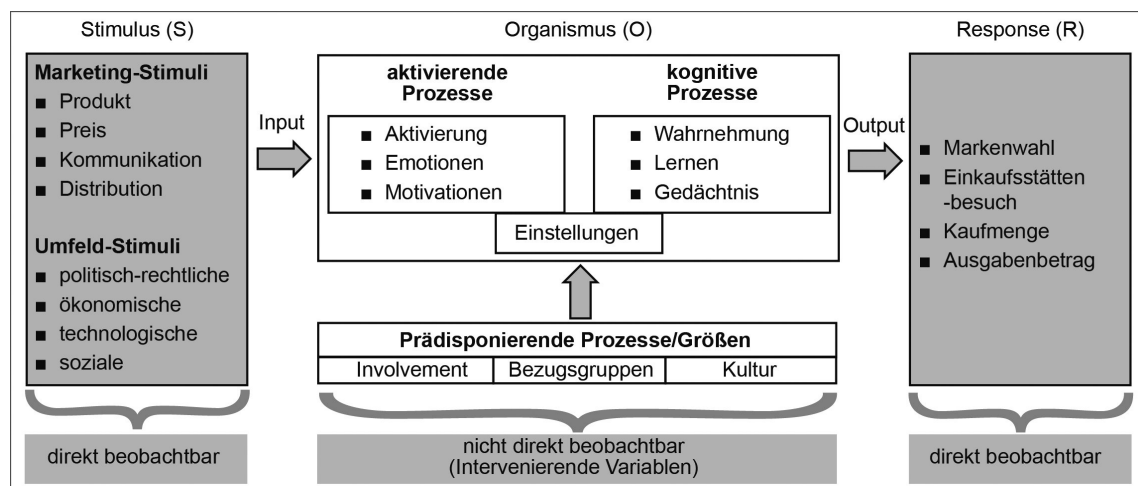 Stimulus (S)
Marketing-Stimuli
■ Produkt
■ Preis
■ Kommunikation
■ Distribution
Umfeld-Stimuli
■ politisch-rechtliche
■ ökonomische
■ technologische
■ soziale
direkt beobachtbar
Input
Organismus (O)
aktivierende
Prozesse
■ Aktivierung
■ Emotionen
■ Motivationen
kognitive
Prozesse
■ Wahrnehmung
■ Lernen
■ Gedächtnis
Einstellungen
Prädisponierende Prozesse/Größen
Involvement
Bezugsgruppen
Kultur
nicht direkt beobachtbar
(Intervenierende Variablen)
Output
Response (R)
■ Markenwahl
■ Einkaufsstätten
-besuch
■ Kaufmenge
■ Ausgabenbetrag
direkt beobachtbar